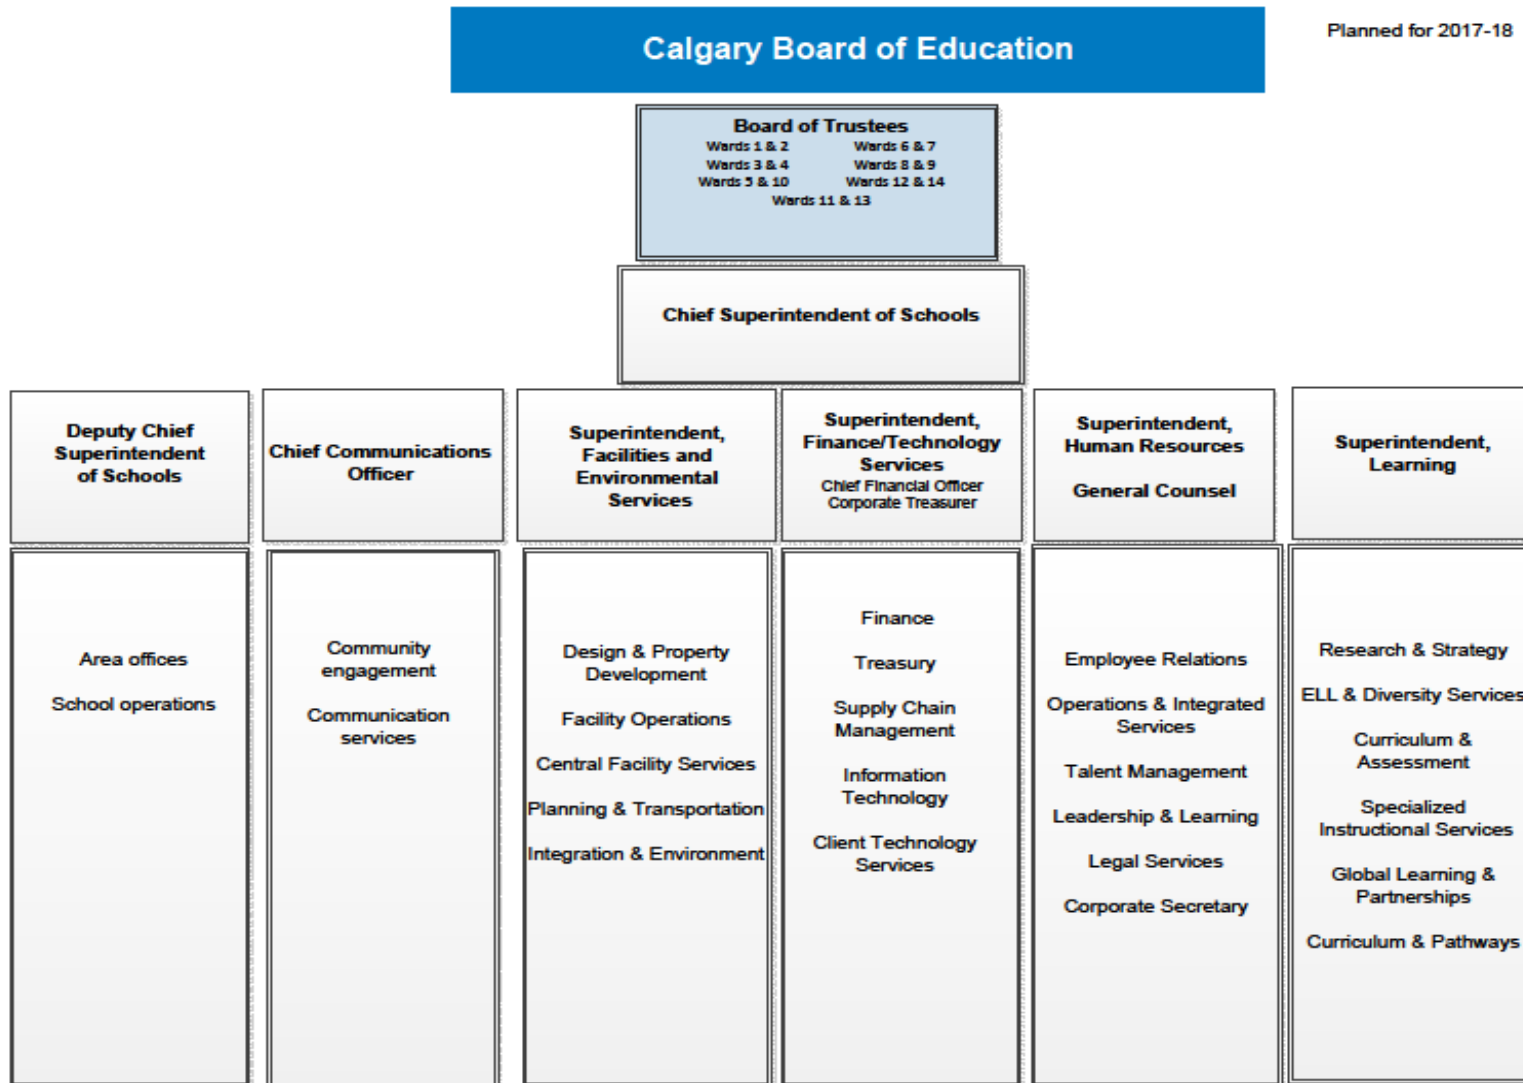 Calgary Board of Education
Planned for 2017-18
Board of Trustees
Wards 1 & 2
Wards 6 & 7
Wards 3 & 4
Wards 8 & 9
Wards 5 & 10
Wards 12 & 14
Wards 11 & 13
Chief Superintendent of Schools
Deputy Chief
Superintendent
of Schools
Area offices
School operations
Chief Communications
Officer
Community
engagement
Communication
services
Superintendent,
Facilities and
Environmental
Services
Design & Property
Development
Facility Operations
Central Facility Services
Planning & Transportation
Integration & Environment
Superintendent,
Finance/Technology
Services
Chief Financial Officer
Corporate Treasurer
Finance
Treasury
Supply Chain
Management
Information
Technology
Client Technology
Services
Superintendent,
Human Resources
General Counsel
Employee Relations
Operations & Integrated
Services
Talent Management
Leadership & Learning
Legal Services
Corporate Secretary
Superintendent,
Learning
Research & Strategy
ELL & Diversity Services
Curriculum &
Assessment
Specialized
Instructional Services
Global Learning &
Partnerships
Curriculum & Pathways